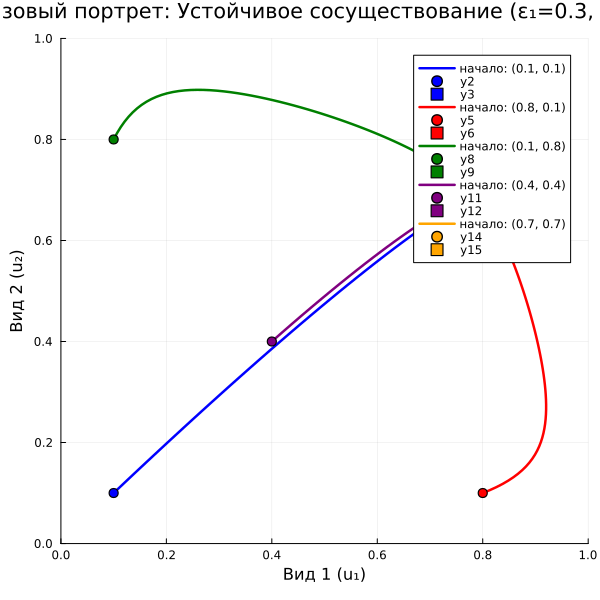 зовый портрет: Устойчивое сосуществование (ε₁=0.3,
1.0
0.8
0.6
0.4
0.2
0.0
Вид 2 (u₂)
начало: (0.1, 0.1)
y2
y3
начало: (0.8, 0.1)
y5
y6
начало: (0.1, 0.8)
y8
y9
начало: (0.4, 0.4)
y11
y12
начало: (0.7, 0.7)
y14
y15
0.0 0.2 0.4 0.6 0.8 1.0
Вид 1 (u₁)